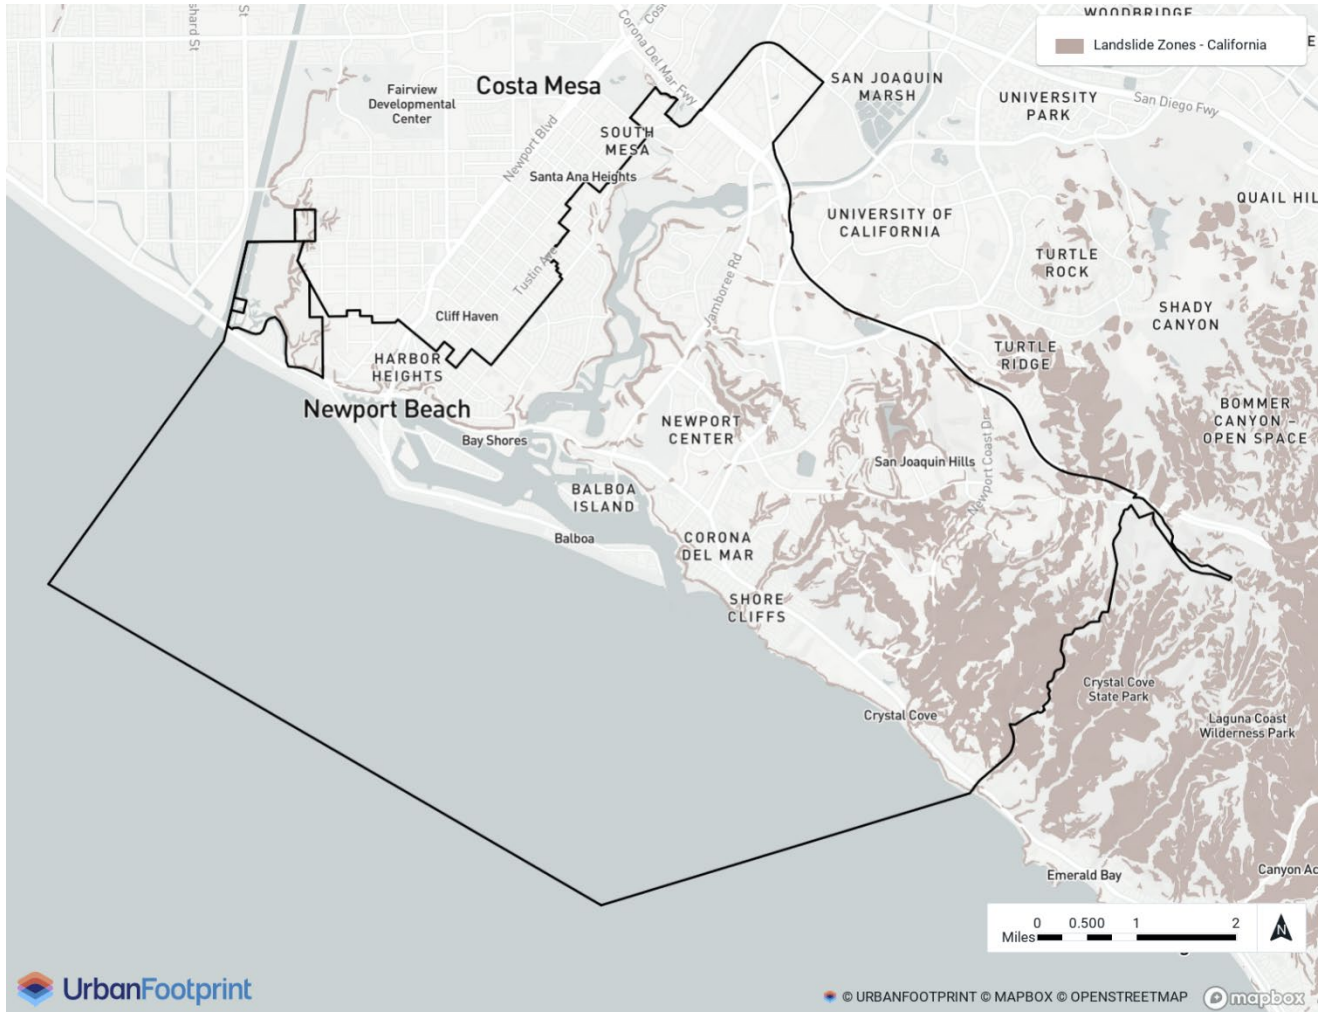 WOODBRIDGE
Landslide Zones - California
St
St
Corona Del Mar Fwy
Costa Mesa
Fairview
Developmental
Center
Newport Blvd
SAN JOAQUIN
MARSH
UNIVERSITY
PARK
San Diego Fwy
SOUTH
MESA
Santa Ana Heights
QUAIL HIL
UNIVERSITY OF
CALIFORNIA
Tustin Ave
Jamboree Rd
TURTLE
ROCK
SHADY
CANYON
Cliff Haven
HARBOR
HEIGHTS
TURTLE
RIDGE
Newport Beach
NEWPORT
CENTER
BOMMER
CANYON –
OPEN SPACE
Bay Shores
San Joaquin Hills
Newport Coast Dr
BALBOA
ISLAND
Balboa
CORONA
DEL MAR
SHORE
CLIFFS
Crystal Cove
State Park
Crystal Cove
Laguna Coast
Wilderness Park
Emerald Bay
Canyon Ac
0 0.500 1 2
Miles
N
UrbanFootprint
© URBANFOOTPRINT © MAPBOX © OPENSTREETMAP
mapbox